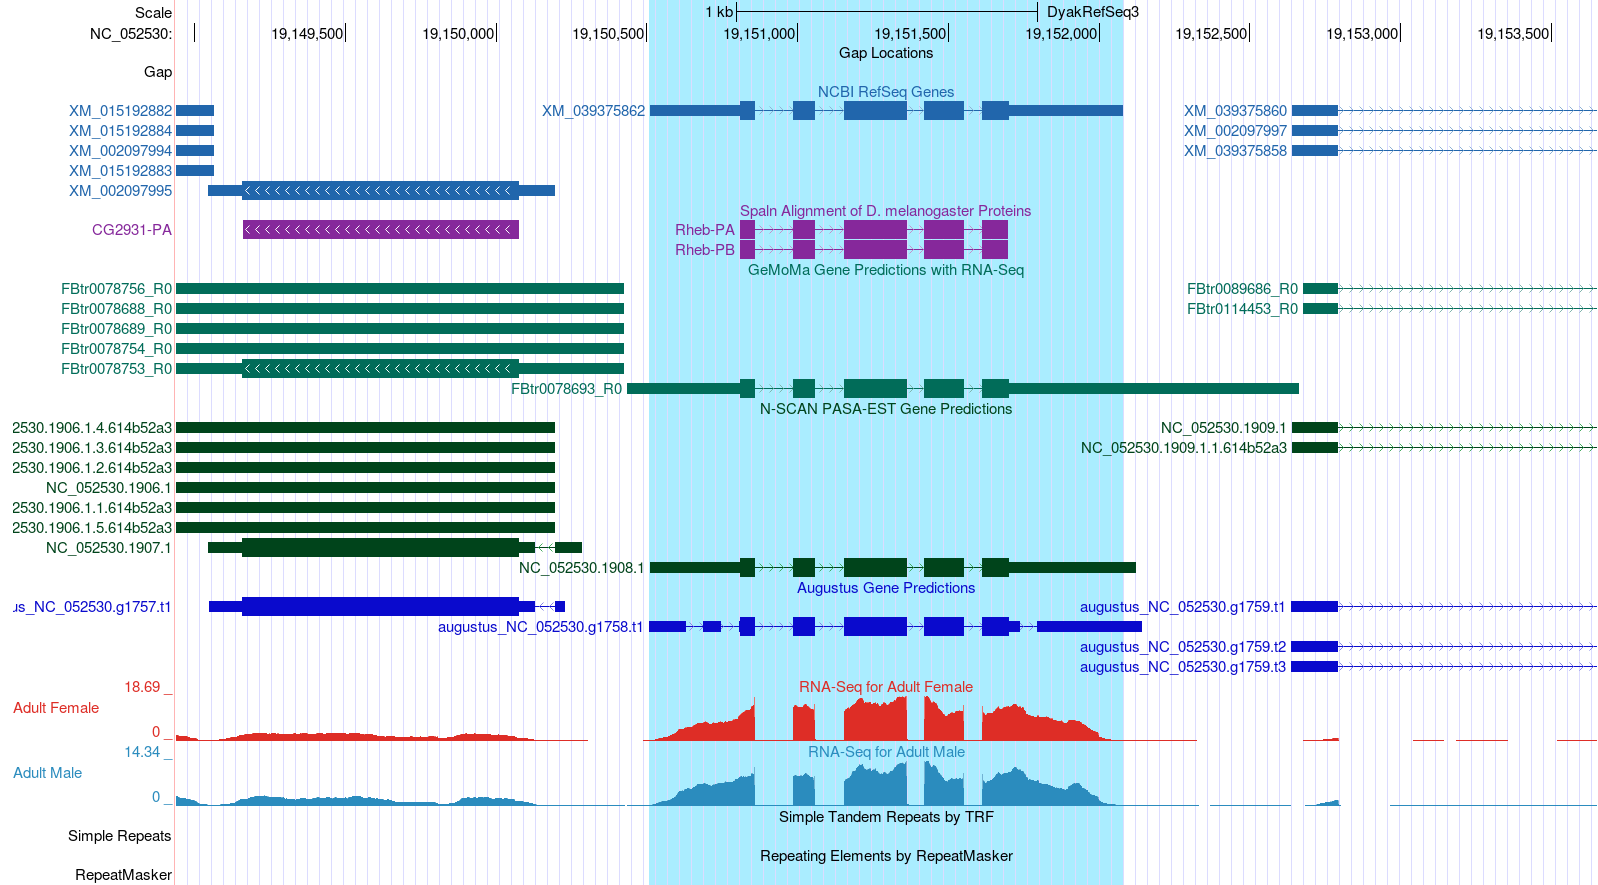 Scale 1 kb DyakRefSeq3
NC_052530: 19,149,500 19,150,000 19,150,500 19,151,000 19,151,500 19,152,000 19,152,500 19,153,000 19,153,500
Gap Locations
Gap
NCBI RefSeq Genes
XM_015192882 XM_039375862 XM_039375860
XM_015192884 XM_002097997
XM_002097994 XM_039375858
XM_015192883
XM_002097995
Spaln Alignment of D. melanogaster Proteins
CG2931-PA Rheb-PA
Rheb-PB
GeMoMa Gene Predictions with RNA-Seq
FBtr0078756_R0 FBtr0089686_R0
FBtr0078688_R0 FBtr0114453_R0
FBtr0078689_R0
FBtr0078754_R0
FBtr0078753_R0
FBtr0078693_R0
N-SCAN PASA-EST Gene Predictions
2530.1906.1.4.614b52a3 NC_052530.1909.1
2530.1906.1.3.614b52a3 NC_052530.1909.1.1.614b52a3
2530.1906.1.2.614b52a3
NC_052530.1906.1
2530.1906.1.1.614b52a3
2530.1906.1.5.614b52a3
NC_052530.1907.1
NC_052530.1908.1
Augustus Gene Predictions
us_NC_052530.g1757.t1 augustus_NC_052530.g1759.t1
augustus_NC_052530.g1758.t1
augustus_NC_052530.g1759.t2
augustus_NC_052530.g1759.t3
18.69 _ RNA-Seq for Adult Female
Adult Female
0 _
14.34 _ RNA-Seq for Adult Male
Adult Male
0 _
Simple Tandem Repeats by TRF
Simple Repeats
Repeating Elements by RepeatMasker
RepeatMasker